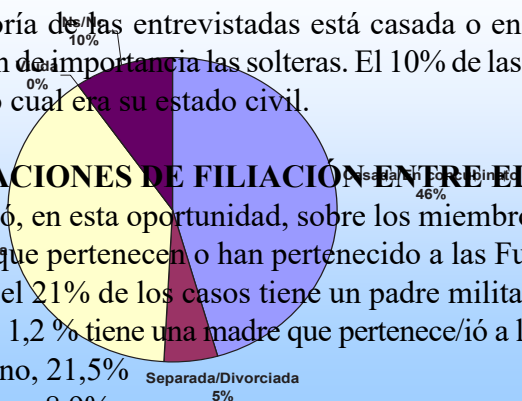 oría de las entrevistadas está casada o en
Ns/Nc
10%
n de importancia las solteras. El 10% de las
Viuda
0%
o cual era su estado civil.
ACIONES DE FILIACIÓN ENTRE EL
Casada/En concubinato
46%
ó, en esta oportunidad, sobre los miembro
que pertenecen o han pertenecido a las Fu
el 21% de los casos tiene un padre milita
1,2 % tiene una madre que pertenece/ió a l
no, 21,5%
Separada/Divorciada
5%